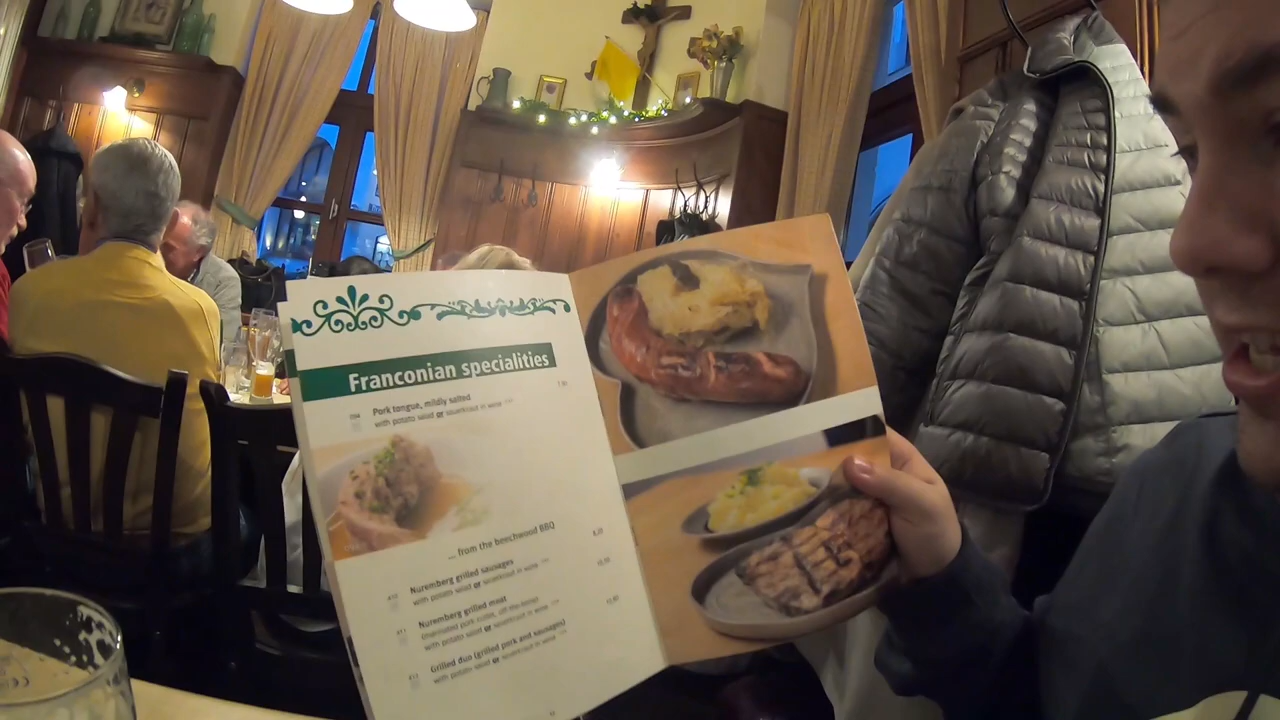 Franconian specialities
Pork tongue, mildly salted
with potato salad or sauerkraut in wine
... from the beechwood BBQ
Nuremberg grilled sausages
with potato salad or sauerkraut in wine
Nuremberg grilled meat
with potato salad or sauerkraut in wine
Grilled duo (grilled pork and sausages)
with potato salad or sauerkraut in wine